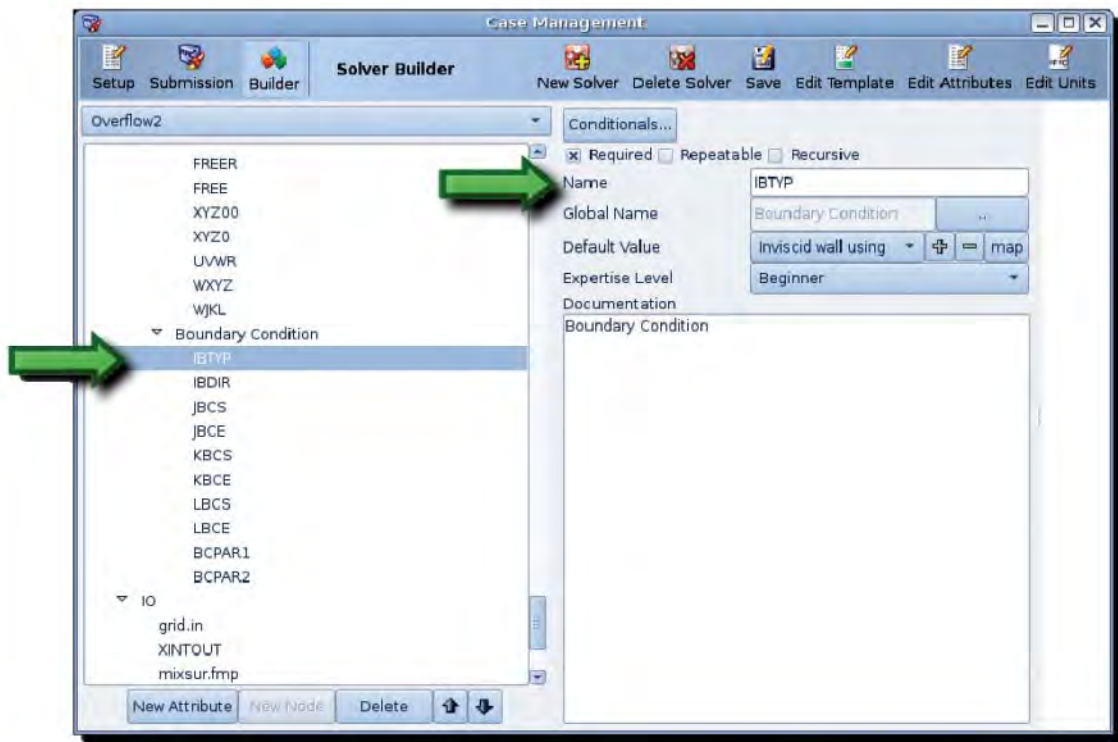 Case Management
Setup Submission Builder Solver Builder New Solver Delete Solver Save Edit Template Edit Attributes Edit Units
Overflow2
FREER
FREE
XYZ00
XYZ0
UVWR
WXYZ
WJKL
Boundary Condition
IBTYP
IBDIR
JBCS
JBCE
KBCS
KBCE
LBCS
LBCE
BCPAR1
BCPAR2
IO
grid.in
XINTOUT
mixsur.fmp
New Attribute New Node Delete
Conditionals...
Required Repeatable Recursive
Name IBTYP
Global Name Boundary Condition ..
Default Value Inviscid wall using map
Expertise Level Beginner
Documentation
Boundary Condition